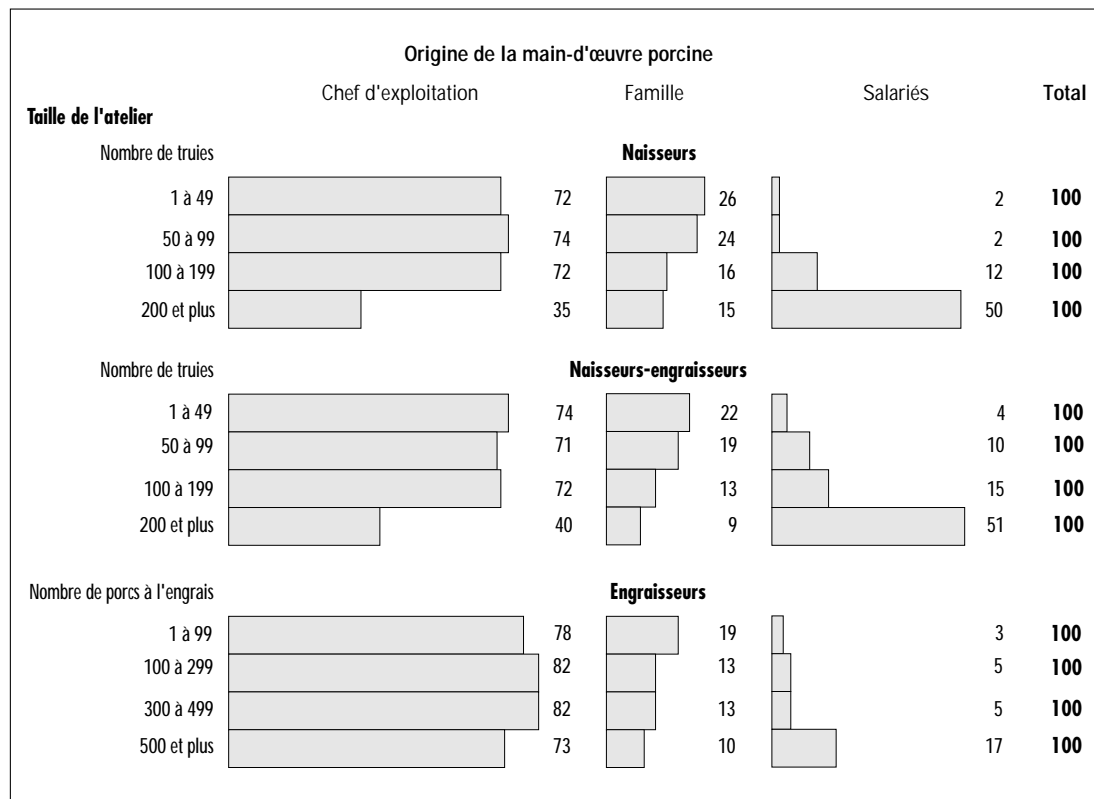 Origine de la main-d'œuvre porcine
Chef d'exploitation Famille Salariés Total
Taille de l'atelier
Nombre de truies Naisseurs
1 à 49 72 26 2 100
50 à 99 74 24 2 100
100 à 199 72 16 12 100
200 et plus 35 15 50 100
Nombre de truies Naisseurs-engraisseurs
1 à 49 74 22 4 100
50 à 99 71 19 10 100
100 à 199 72 13 15 100
200 et plus 40 9 51 100
Nombre de porcs à l'engrais Engraisseurs
1 à 99 78 19 3 100
100 à 299 82 13 5 100
300 à 499 82 13 5 100
500 et plus 73 10 17 100